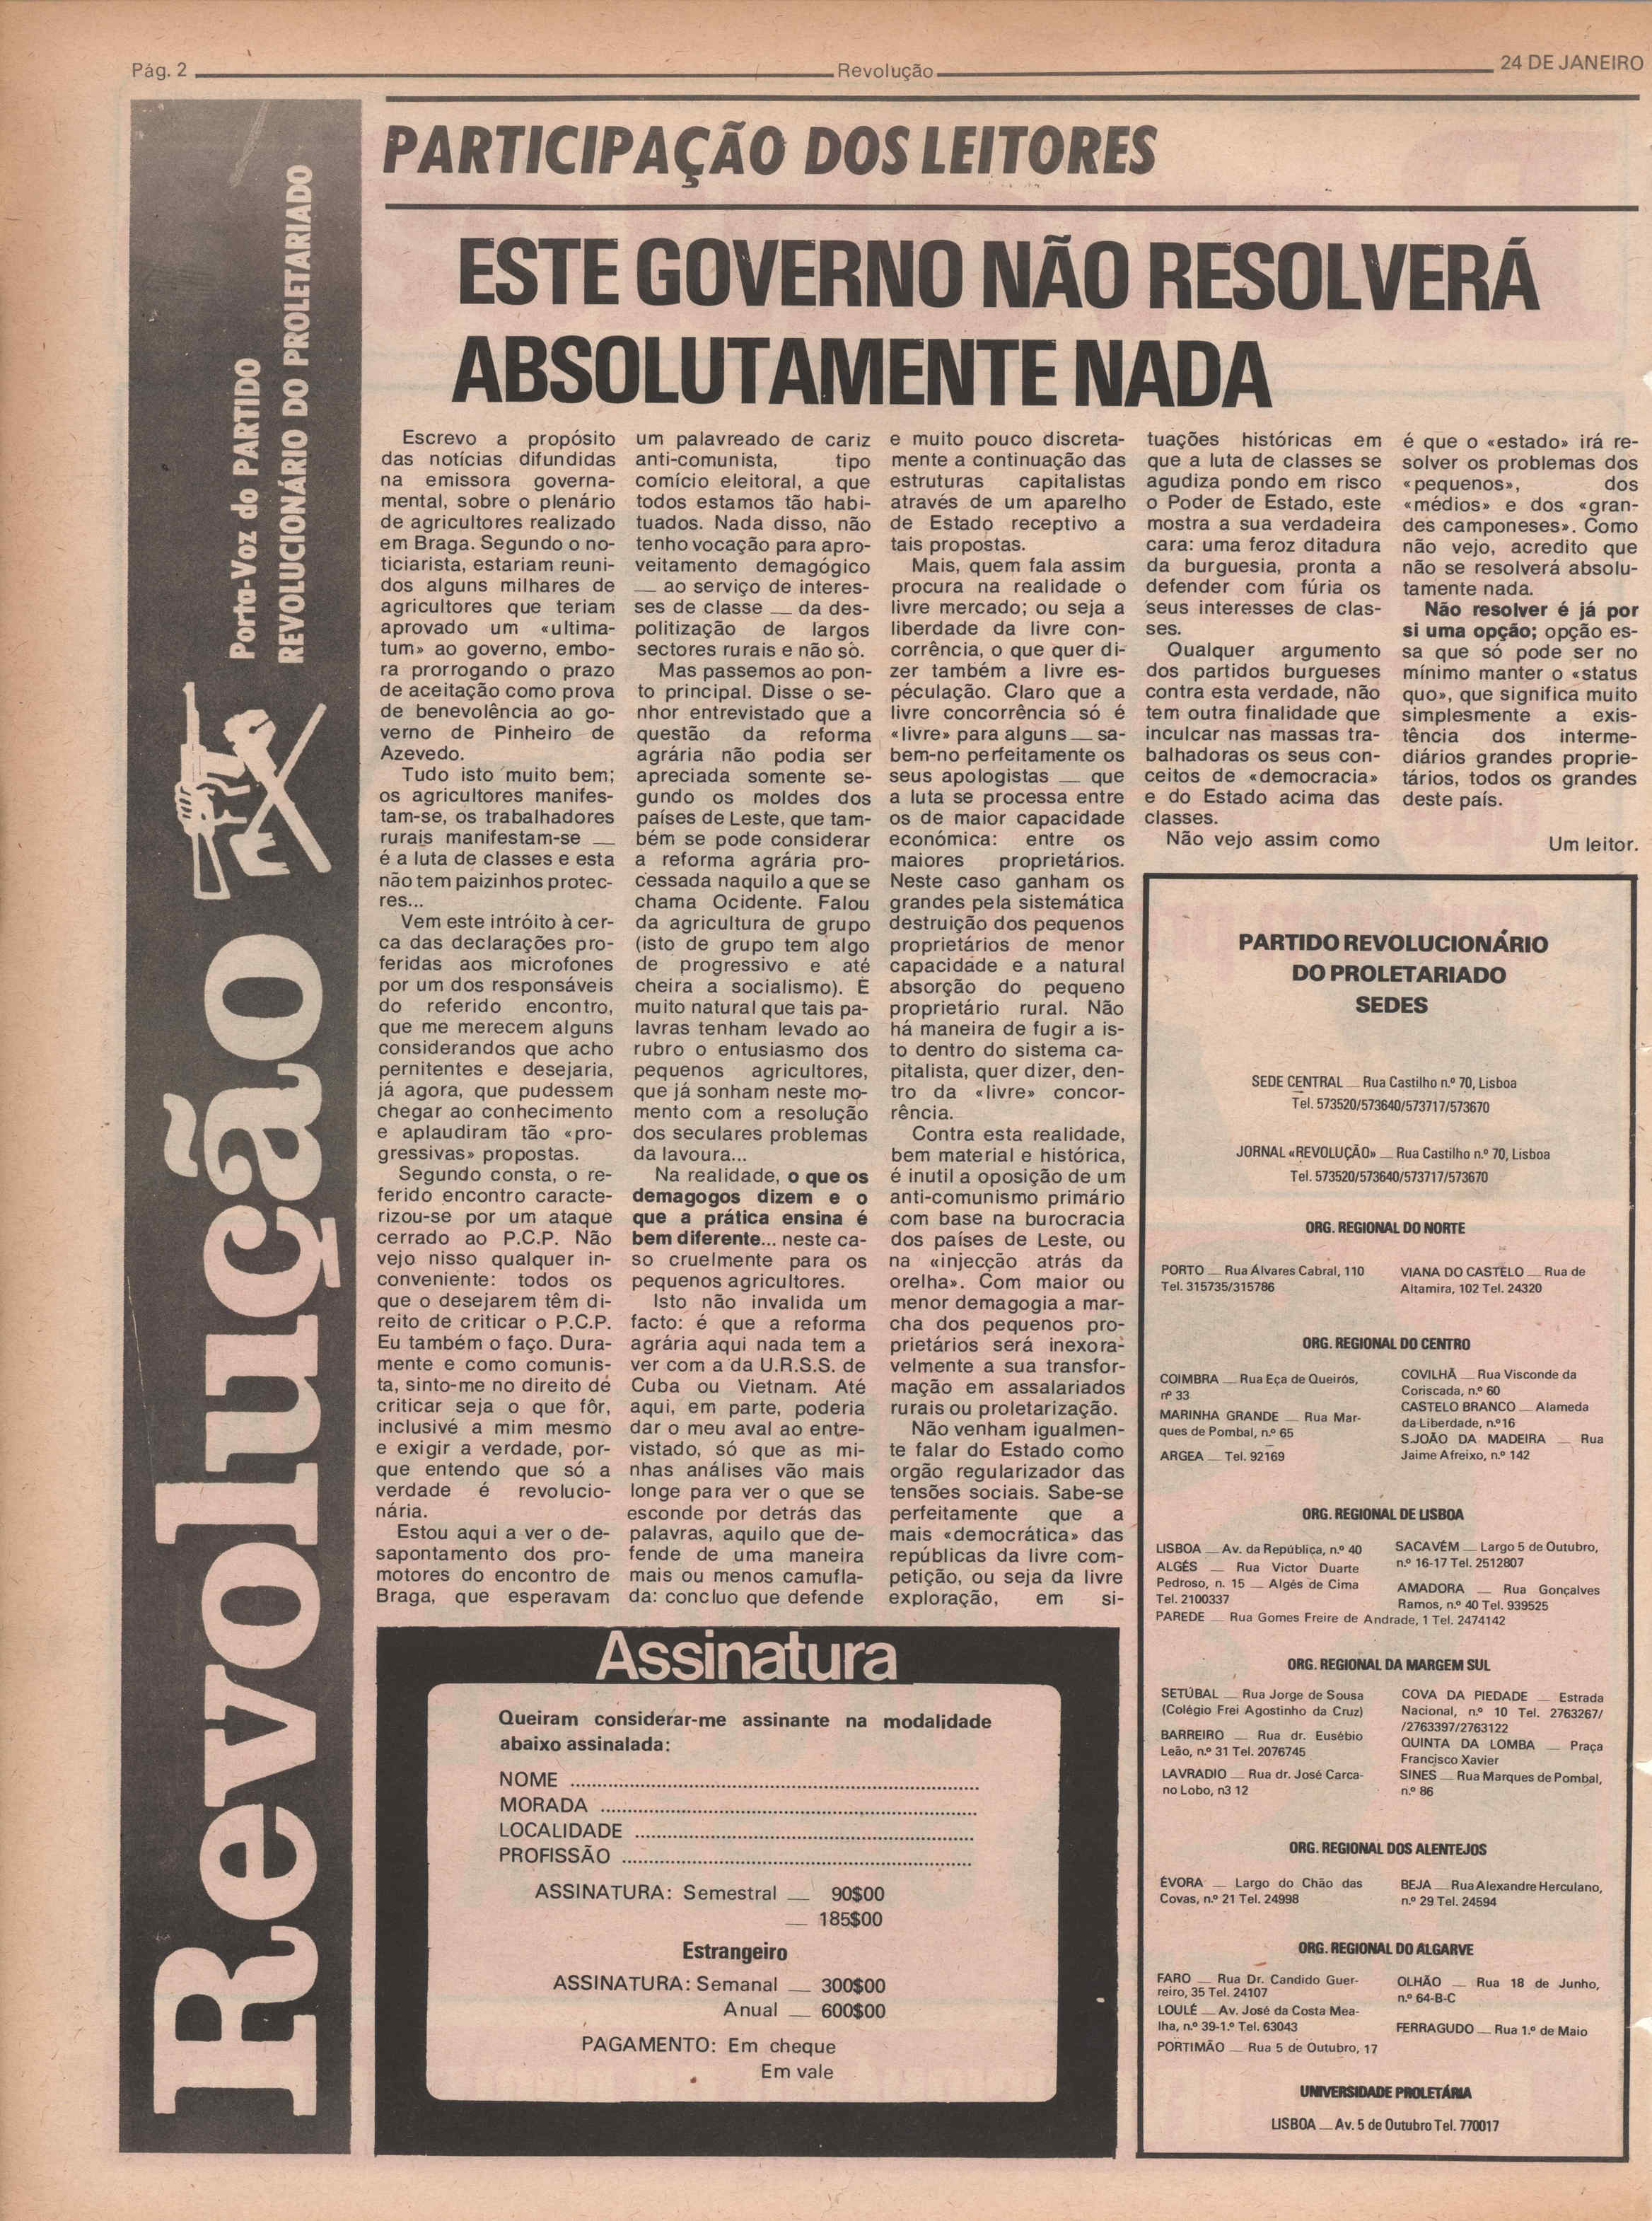 Pág. 2
Revolução
24 DE JANEIRO
Revolução
Porta-Voz do PARTIDO
REVOLUCIONÁRIO DO PROLETARIADO
PARTICIPAÇÃO DOS LEITORES
ESTE GOVERNO NÃO RESOLVERÁ
ABSOLUTAMENTE NADA
Escrevo a propósito
das notícias difundidas
na emissora governa-
mental, sobre o plenário
de agricultores realizado
em Braga. Segundo o no-
ticiarista, estariam reuni-
dos alguns milhares de
agricultores que teriam
aprovado um «ultima-
tum» ao governo, embo-
ra prorrogando o prazo
de aceitação como prova
de benevolência ao go-
verno de Pinheiro de
Azevedo.
Tudo isto muito bem;
os agricultores manifes-
tam-se, os trabalhadores
rurais manifestam-se —
é a luta de classes e esta
não tem paizinhos protec-
res...
Vem este intróito à cer-
ca das declarações pro-
feridas aos microfones
por um dos responsáveis
do referido encontro,
que me merecem alguns
considerandos que acho
pernitentes e desejaria,
já agora, que pudessem
chegar ao conhecimento
e aplaudiram tão «pro-
gressivas» propostas.
Segundo consta, o re-
ferido encontro caracte-
rizou-se por um ataque
cerrado ao P.C.P. Não
vejo nisso qualquer in-
conveniente: todos os
que o desejarem têm di-
reito de criticar o P.C.P.
Eu também o faço. Dura-
mente e como comunis-
ta, sinto-me no direito de
criticar seja o que fôr,
inclusivé a mim mesmo
e exigir a verdade, por-
que entendo que só a
verdade é revolucio-
nária.
Estou aqui a ver o de-
sapontamento dos pro-
motores do encontro de
Braga, que esperavam
um palavreado de cariz
anti-comunista, tipo
comício eleitoral, a que
todos estamos tão habi-
tuados. Nada disso, não
tenho vocação para apro-
veitamento demagógico
— ao serviço de interes-
ses de classe — da des-
politização de largos
sectores rurais e não só.
Mas passemos ao pon-
to principal. Disse o se-
nhor entrevistado que a
questão da reforma
agrária não podia ser
apreciada somente se-
gundo os moldes dos
países de Leste, que tam-
bém se pode considerar
a reforma agrária pro-
cessada naquilo a que se
chama Ocidente. Falou
da agricultura de grupo
(isto de grupo tem algo
de progressivo e até
cheira a socialismo). É
muito natural que tais pa-
lavras tenham levado ao
rubro o entusiasmo dos
pequenos agricultores,
que já sonham neste mo-
mento com a resolução
dos seculares problemas
da lavoura...
Na realidade, o que os
demagogos dizem e o
que a prática ensina é
bem diferente... neste ca-
so cruelmente para os
pequenos agricultores.
Isto não invalida um
facto: é que a reforma
agrária aqui nada tem a
ver com a da U.R.S.S. de
Cuba ou Vietnam. Até
aqui, em parte, poderia
dar o meu aval ao entre-
vistado, só que as mi-
nhas análises vão mais
longe para ver o que se
esconde por detrás das
palavras, aquilo que de-
fende de uma maneira
mais ou menos camufla-
da: concluo que defende
e muito pouco discreta-
mente a continuação das
estruturas capitalistas
através de um aparelho
de Estado receptivo a
tais propostas.
Mais, quem fala assim
procura na realidade o
livre mercado; ou seja a
liberdade da livre con-
corrência, o que quer di-
zer também a livre es-
péculação. Claro que a
livre concorrência só é
«livre» para alguns — sa-
bem-no perfeitamente os
seus apologistas — que
a luta se processa entre
os de maior capacidade
económica: entre os
maiores proprietários.
Neste caso ganham os
grandes pela sistemática
destruição dos pequenos
proprietários de menor
capacidade e a natural
absorção do pequeno
proprietário rural. Não
há maneira de fugir a is-
to dentro do sistema ca-
pitalista, quer dizer, den-
tro da «livre» concor-
rência.
Contra esta realidade,
bem material e histórica,
é inutil a oposição de um
anti-comunismo primário
com base na burocracia
dos países de Leste, ou
na «injecção atrás da
orelha». Com maior ou
menor demagogia a mar-
cha dos pequenos pro-
prietários será inexora-
velmente a sua transfor-
mação em assalariados
rurais ou proletarização.
Não venham igualmen-
te falar do Estado como
orgão regularizador das
tensões sociais. Sabe-se
perfeitamente que a
mais «democrática» das
repúblicas da livre com-
petição, ou seja da livre
exploração, em si-
tuações históricas em
que a luta de classes se
agudiza pondo em risco
o Poder de Estado, este
mostra a sua verdadeira
cara: uma feroz ditadura
da burguesia, pronta a
defender com fúria os
seus interesses de clas-
ses.
Qualquer argumento
dos partidos burgueses
contra esta verdade, não
tem outra finalidade que
inculcar nas massas tra-
balhadoras os seus con-
ceitos de «democracia»
e do Estado acima das
classes.
Não vejo assim como
é que o «estado» irá re-
solver os problemas dos
«pequenos», dos
«médios» e dos «gran-
des camponeses». Como
não vejo, acredito que
não se resolverá absolu-
tamente nada.
Não resolver é já por
si uma opção; opção es-
sa que só pode ser no
mínimo manter o «status
quo», que significa muito
simplesmente a exis-
tência dos interme-
diários grandes proprie-
tários, todos os grandes
deste país.
Um leitor.
Assinatura
Queiram considerar-me assinante na modalidade
abaixo assinalada:
NOME
MORADA
LOCALIDADE
PROFISSÃO
ASSINATURA: Semestral — 90$00
— 185$00
Estrangeiro
ASSINATURA: Semanal — 300$00
Anual — 600$00
PAGAMENTO: Em cheque
Em vale
PARTIDO REVOLUCIONÁRIO
DO PROLETARIADO
SEDES
SEDE CENTRAL — Rua Castilho n.º 70, Lisboa
Tel. 573520/573640/573717/573670
JORNAL «REVOLUÇÃO» — Rua Castilho n.º 70, Lisboa
Tel. 573520/573640/573717/573670
ORG. REGIONAL DO NORTE
PORTO — Rua Álvares Cabral, 110
Tel. 315735/315786
VIANA DO CASTELO — Rua de
Altamira, 102 Tel. 24320
ORG. REGIONAL DO CENTRO
COIMBRA — Rua Eça de Queirós,
nº 33
MARINHA GRANDE — Rua Mar-
ques de Pombal, n.º 65
ARGEA — Tel. 92169
COVILHÃ — Rua Visconde da
Coriscada, n.º 60
CASTELO BRANCO — Alameda
da Liberdade, n.º 16
S.JOÃO DA MADEIRA — Rua
Jaime Afreixo, n.º 142
ORG. REGIONAL DE LISBOA
LISBOA — Av. da República, n.º 40
ALGÉS — Rua Victor Duarte
Pedroso, n. 15 — Algés de Cima
Tel. 2100337
SACAVÉM — Largo 5 de Outubro,
n.º 16-17 Tel. 2512807
AMADORA — Rua Gonçalves
Ramos, n.º 40 Tel. 939525
PAREDE — Rua Gomes Freire de Andrade, 1 Tel. 2474142
ORG. REGIONAL DA MARGEM SUL
SETÚBAL — Rua Jorge de Sousa
(Colégio Frei Agostinho da Cruz)
BARREIRO — Rua dr. Eusébio
Leão, n.º 31 Tel. 2076745
LAVRADIO — Rua dr. José Carca-
no Lobo, n3 12
COVA DA PIEDADE — Estrada
Nacional, n.º 10 Tel. 2763267/
/2763397/2763122
QUINTA DA LOMBA — Praça
Francisco Xavier
SINES — Rua Marques de Pombal,
n.º 86
ORG. REGIONAL DOS ALENTEJOS
ÉVORA — Largo do Chão das
Covas, n.º 21 Tel. 24998
BEJA — Rua Alexandre Herculano,
n.º 29 Tel. 24594
ORG. REGIONAL DO ALGARVE
FARO — Rua Dr. Candido Guer-
reiro, 35 Tel. 24107
LOULÉ — Av. José da Costa Mea-
lha, n.º 39-1.º Tel. 63043
PORTIMÃO — Rua 5 de Outubro, 17
OLHÃO — Rua 18 de Junho,
n.º 64-B-C
FERRAGUDO — Rua 1.º de Maio
UNIVERSIDADE PROLETÁRIA
LISBOA — Av. 5 de Outubro Tel. 770017